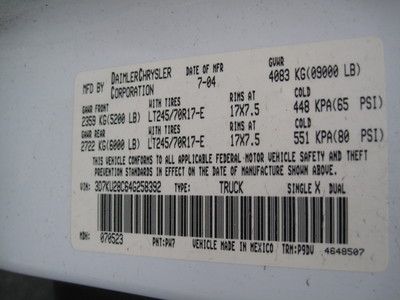 MFD BY DAIMLERCHRYSLER CORPORATION DATE OF MFR 7-04 GVWR 4083 KG(09000 LB)
GAWR FRONT WITH TIRES RIMS AT COLD
2359 KG(5200 LB) LT245/70R17-E 17X7.5 448 KPA(65 PSI)
GAWR REAR WITH TIRES RIMS AT COLD
2722 KG(6000 LB) LT245/70R17-E 17X7.5 551 KPA(80 PSI)
THIS VEHICLE CONFORMS TO ALL APPLICABLE FEDERAL MOTOR VEHICLE SAFETY AND THEFT
PREVENTION STANDARDS IN EFFECT ON THE DATE OF MANUFACTURE SHOWN ABOVE
VIN: 3D7KU28C64G258392 TYPE: TRUCK SINGLE X DUAL
MDH: 070523 PNT:PW7 VEHICLE MADE IN MEXICO TRM:P9DV 4648507